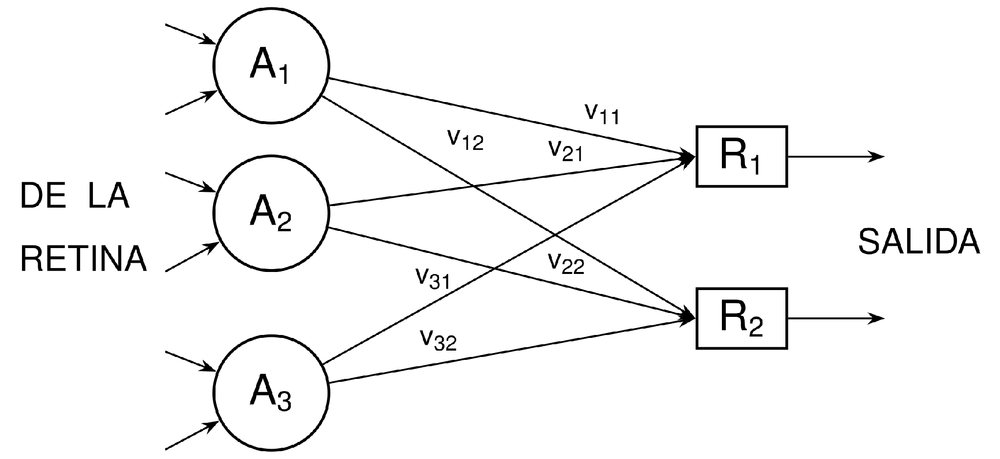 A1
v11
v12
v21
R1
DE LA
A2
RETINA
SALIDA
v22
v31
R2
v32
A3